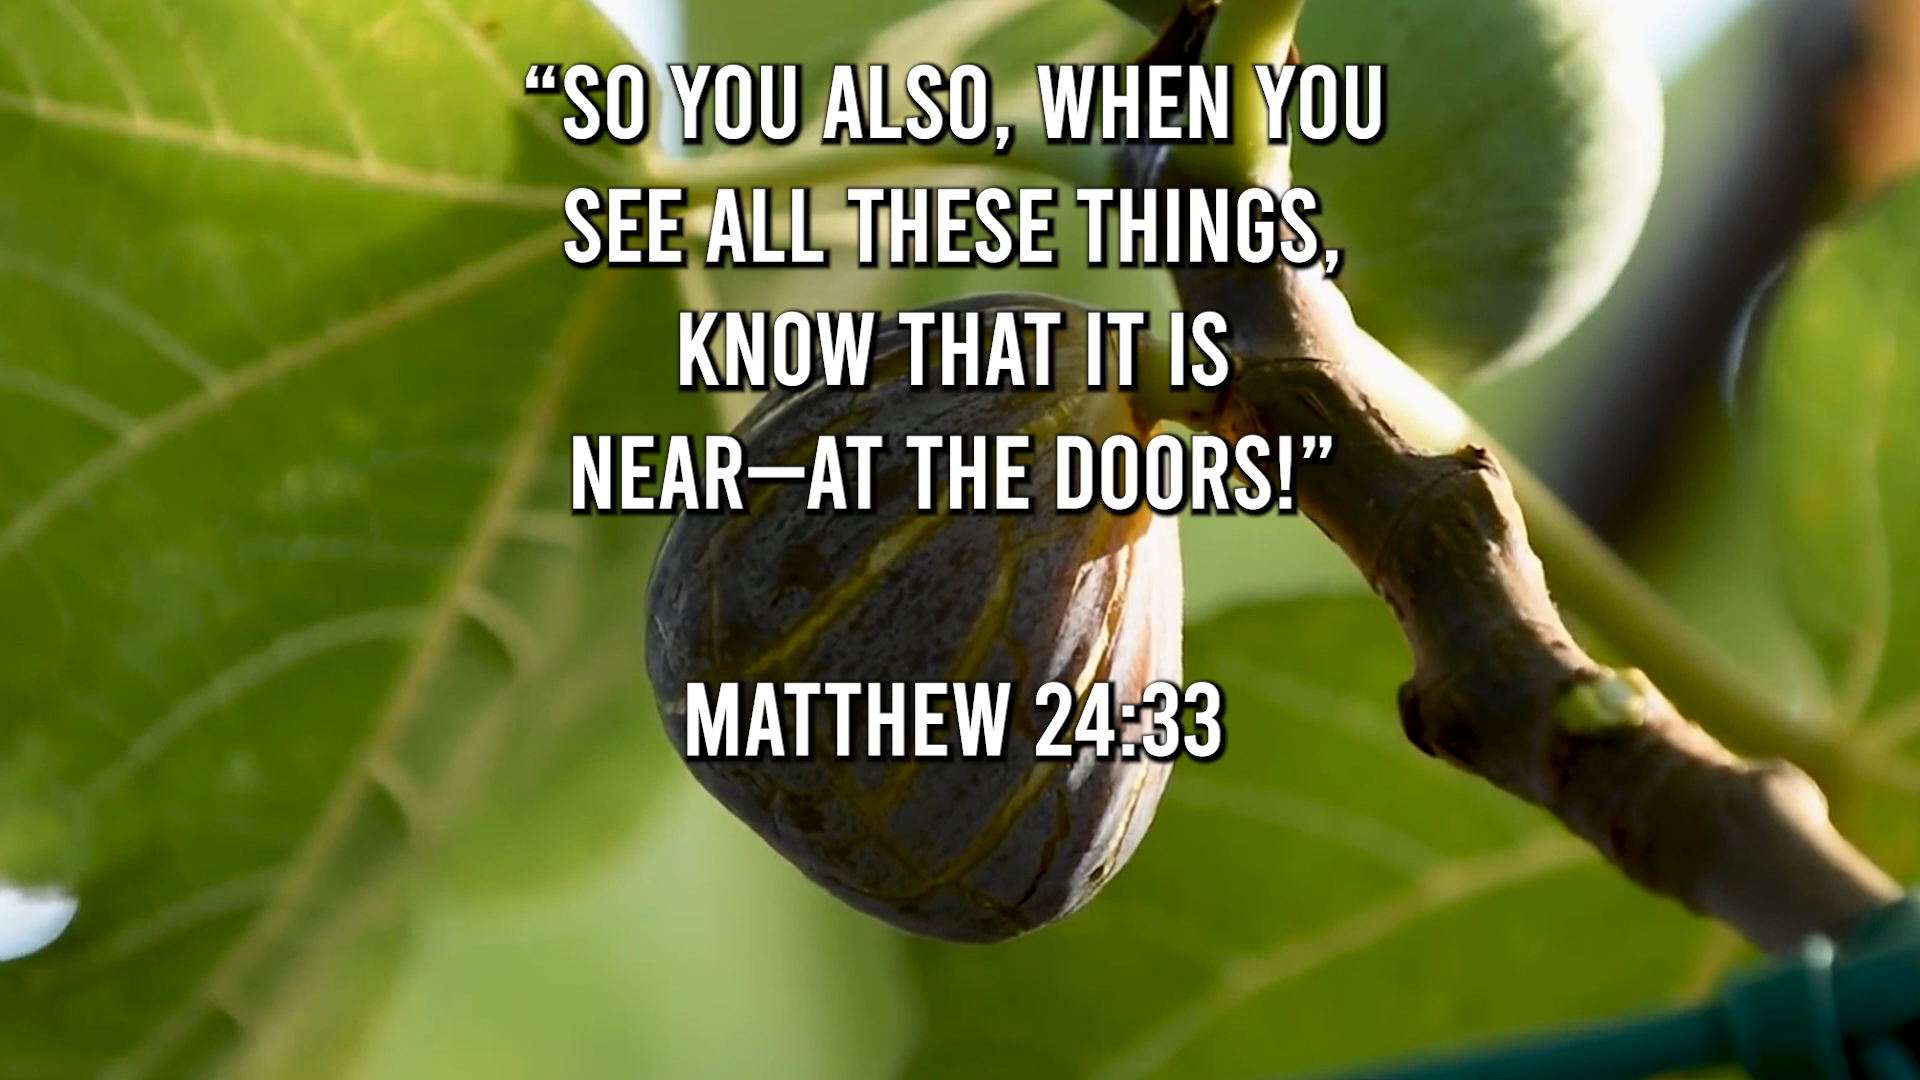 “SO YOU ALSO, WHEN YOU
SEE ALL THESE THINGS,
KNOW THAT IT IS
NEAR—AT THE DOORS!”
MATTHEW 24:33